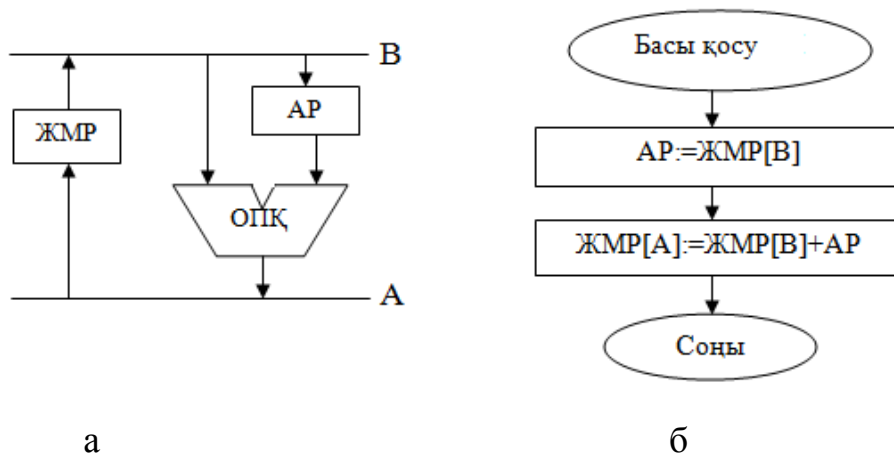 В
АР
ЖМР
ОПҚ
А
а
Басы қосу
АР:=ЖМР[В]
ЖМР[А]:=ЖМР[В]+АР
Соңы
б